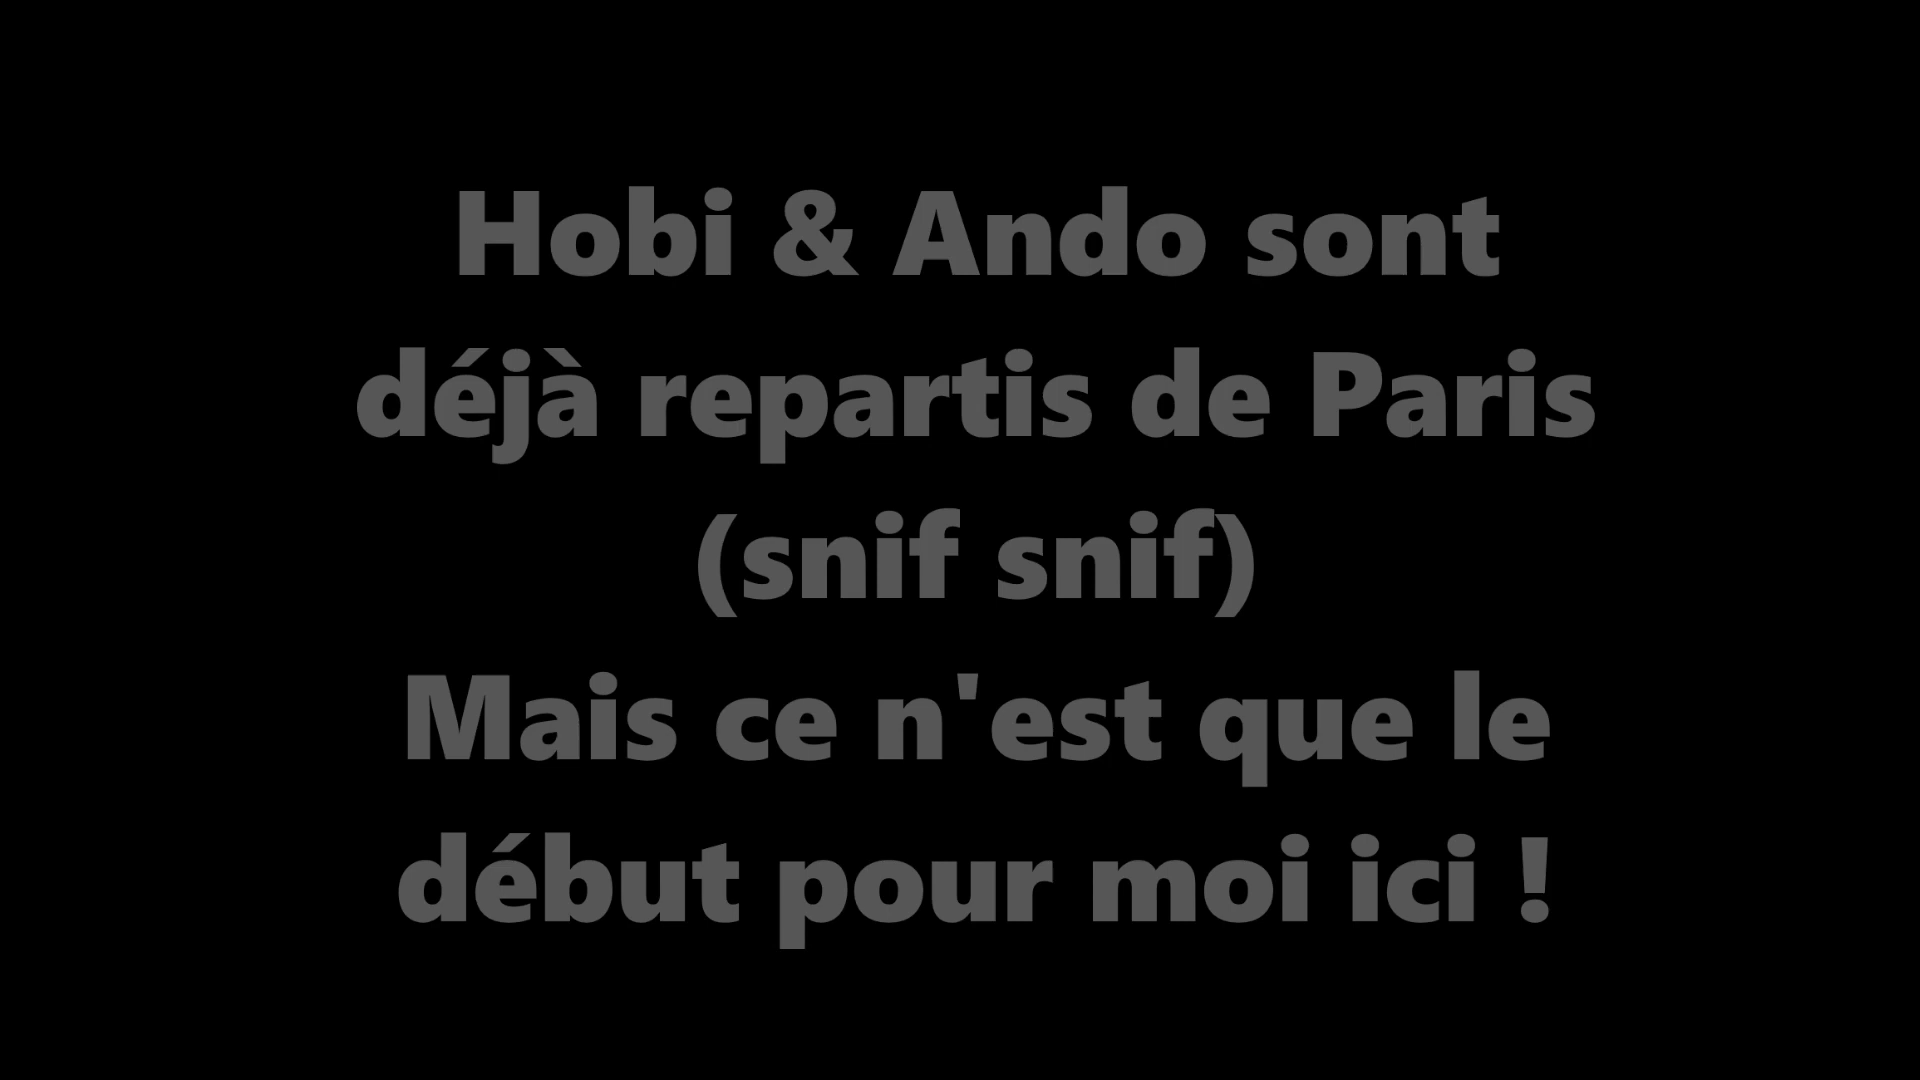 Hobi & Ando sont
déjà repartis de Paris
(snif snif)
Mais ce n'est que le
début pour moi ici !